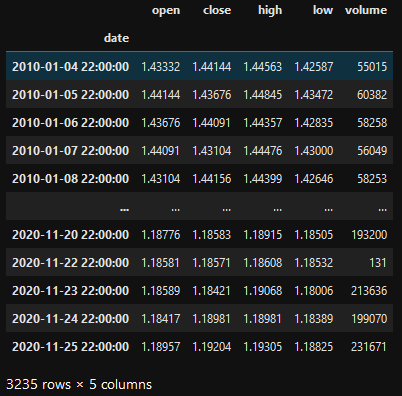 open close high low volume
date
2010-01-04 22:00:00 1.43332 1.44144 1.44563 1.42587 55015
2010-01-05 22:00:00 1.44144 1.43676 1.44845 1.43472 60382
2010-01-06 22:00:00 1.43676 1.44091 1.44357 1.42835 58258
2010-01-07 22:00:00 1.44091 1.43104 1.44476 1.43000 56049
2010-01-08 22:00:00 1.43104 1.44156 1.44399 1.42646 58253
... ... ... ... ... ...
2020-11-20 22:00:00 1.18776 1.18583 1.18915 1.18505 193200
2020-11-22 22:00:00 1.18581 1.18571 1.18608 1.18532 131
2020-11-23 22:00:00 1.18589 1.18421 1.19068 1.18006 213636
2020-11-24 22:00:00 1.18417 1.18981 1.18981 1.18389 199070
2020-11-25 22:00:00 1.18957 1.19204 1.19305 1.18825 231671
3235 rows × 5 columns